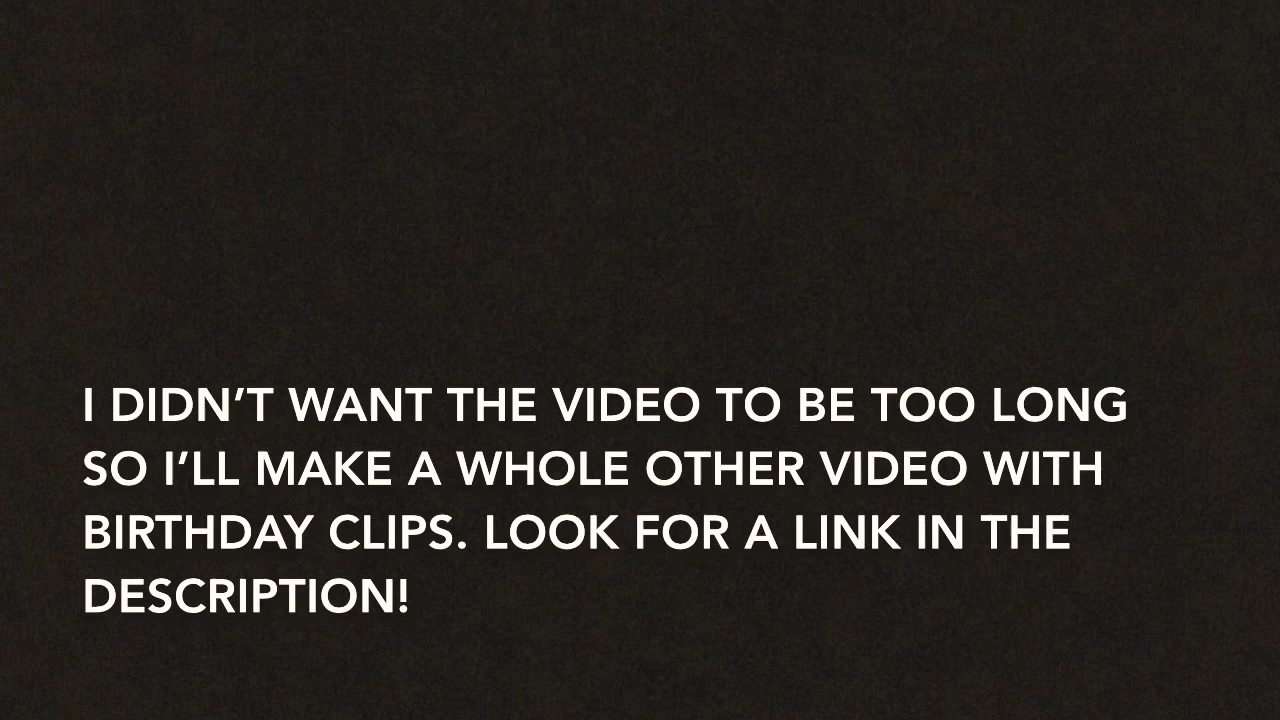 I DIDN’T WANT THE VIDEO TO BE TOO LONG
SO I’LL MAKE A WHOLE OTHER VIDEO WITH
BIRTHDAY CLIPS. LOOK FOR A LINK IN THE
DESCRIPTION!